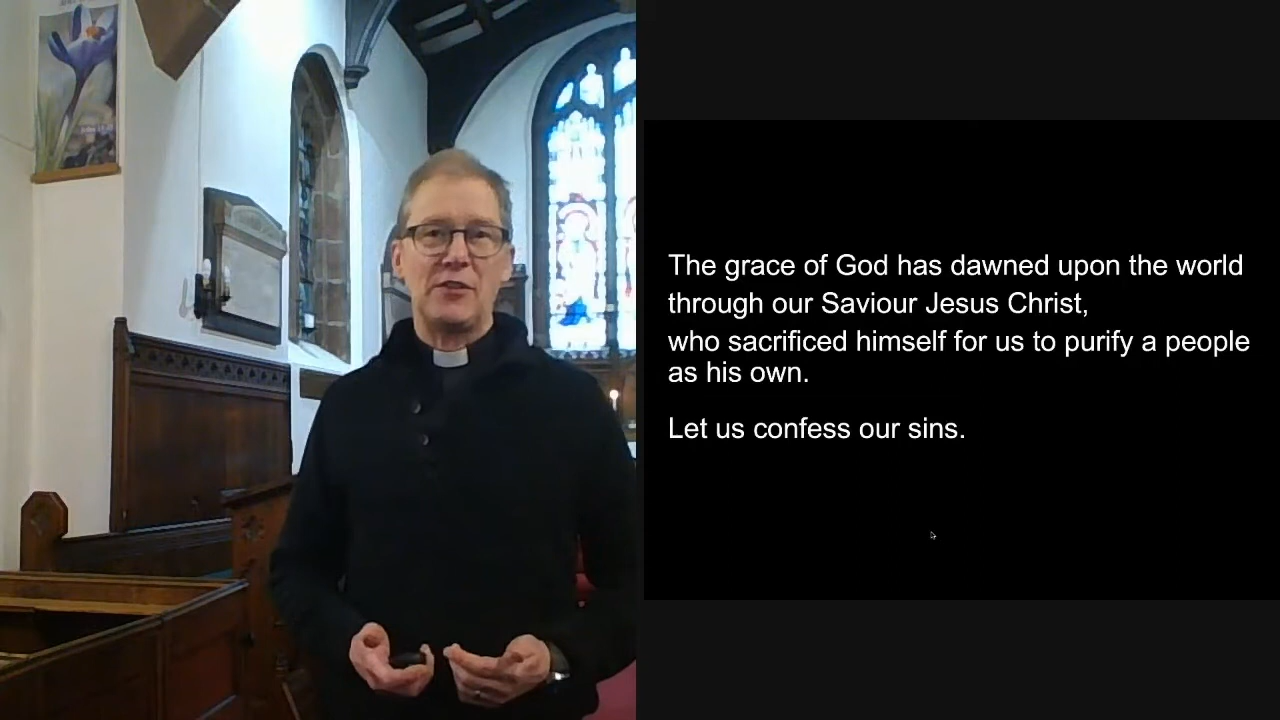 The grace of God has dawned upon the world
through our Saviour Jesus Christ,
who sacrificed himself for us to purify a people
as his own.
Let us confess our sins.